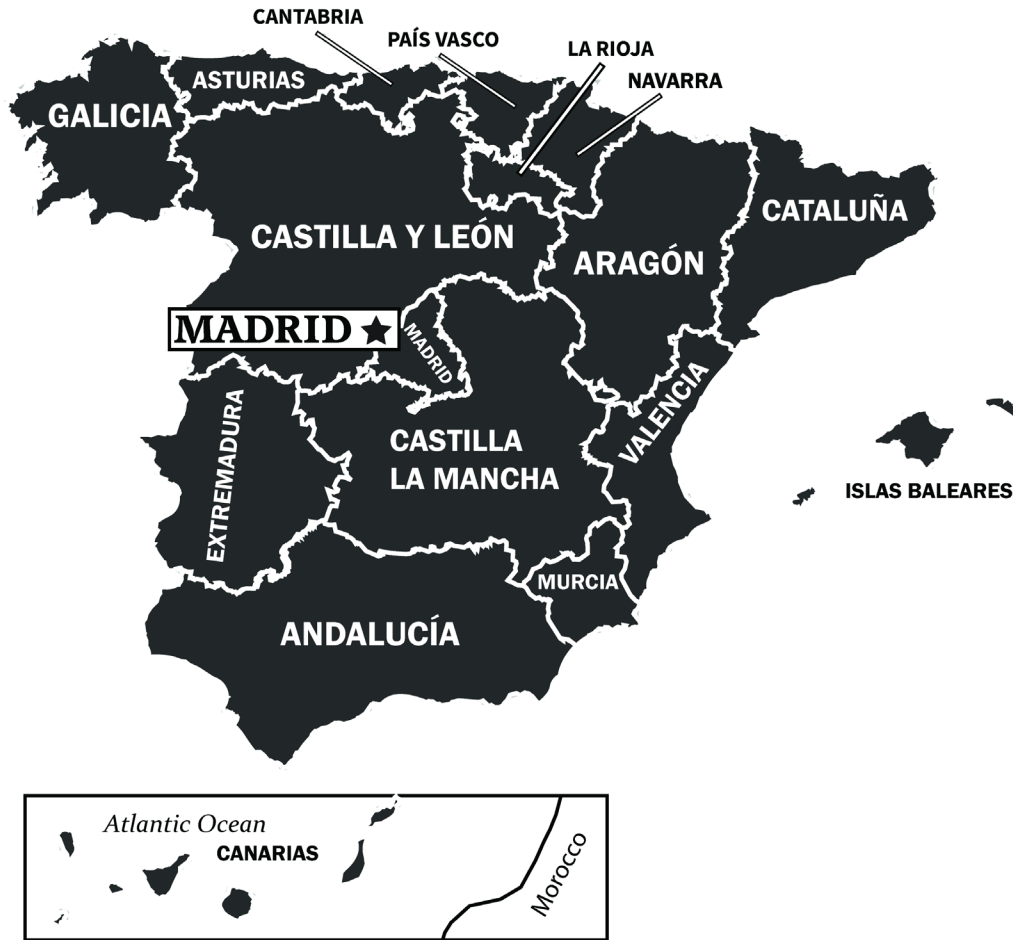 CANTABRIA
PAÍS VASCO
LA RIOJA
NAVARRA
ASTURIAS
GALICIA
CATALUÑA
CASTILLA Y LEÓN
ARAGÓN
MADRID
MADRID
VALENCIA
EXTREMADURA
CASTILLA
LA MANCHA
ISLAS BALEARES
MURCIA
ANDALUCÍA
Atlantic Ocean
CANARIAS
Morocco